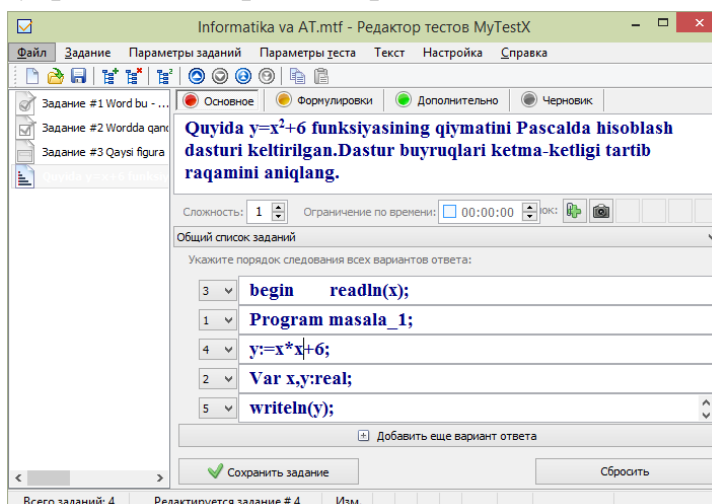 Informatika va AT.mtf - Редактор тестов MyTestX
Файл Задание Параметры заданий Параметры теста Текст Настройка Справка
Задание #1 Word bu - ...
Основное Формулировки Дополнительно Черновик
Задание #2 Wordda qanc
Задание #3 Qaysi figura
Quyida y=x²+6 funksiyasining qiymatini Pascalda hisoblash
dasturi keltirilgan.Dastur buyruqlari ketma-ketligi tartib
raqamini aniqlang.
Сложность: 1 Ограничение по времени: 00:00:00 юк:
Общий список заданий
Укажите порядок следования всех вариантов ответа:
3 begin readln(x);
1 Program masala_1;
4 y:=x*x+6;
2 Var x,y:real;
5 writeln(y);
Добавить еще вариант ответа
Сохранить задание Сбросить
Всего заданий: 4 Редактируется задание # 4 Изм.